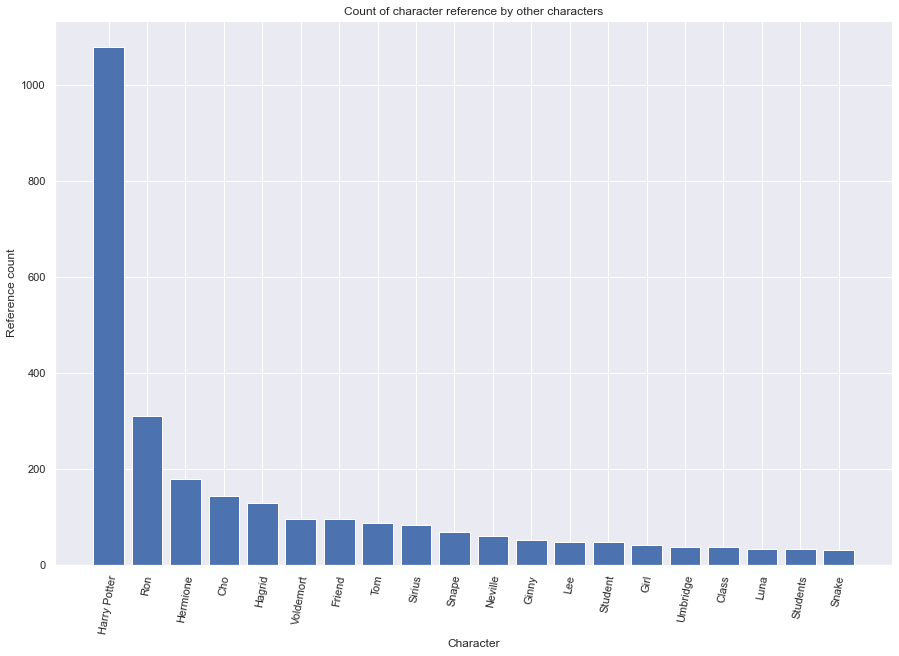 Count of character reference by other characters
Reference count
1000
800
600
400
200
0
Harry Potter
Ron
Hermione
Cho
Hagrid
Voldemort
Friend
Tom
Sirius
Snape
Neville
Ginny
Lee
Student
Girl
Umbridge
Class
Luna
Students
Snake
Character